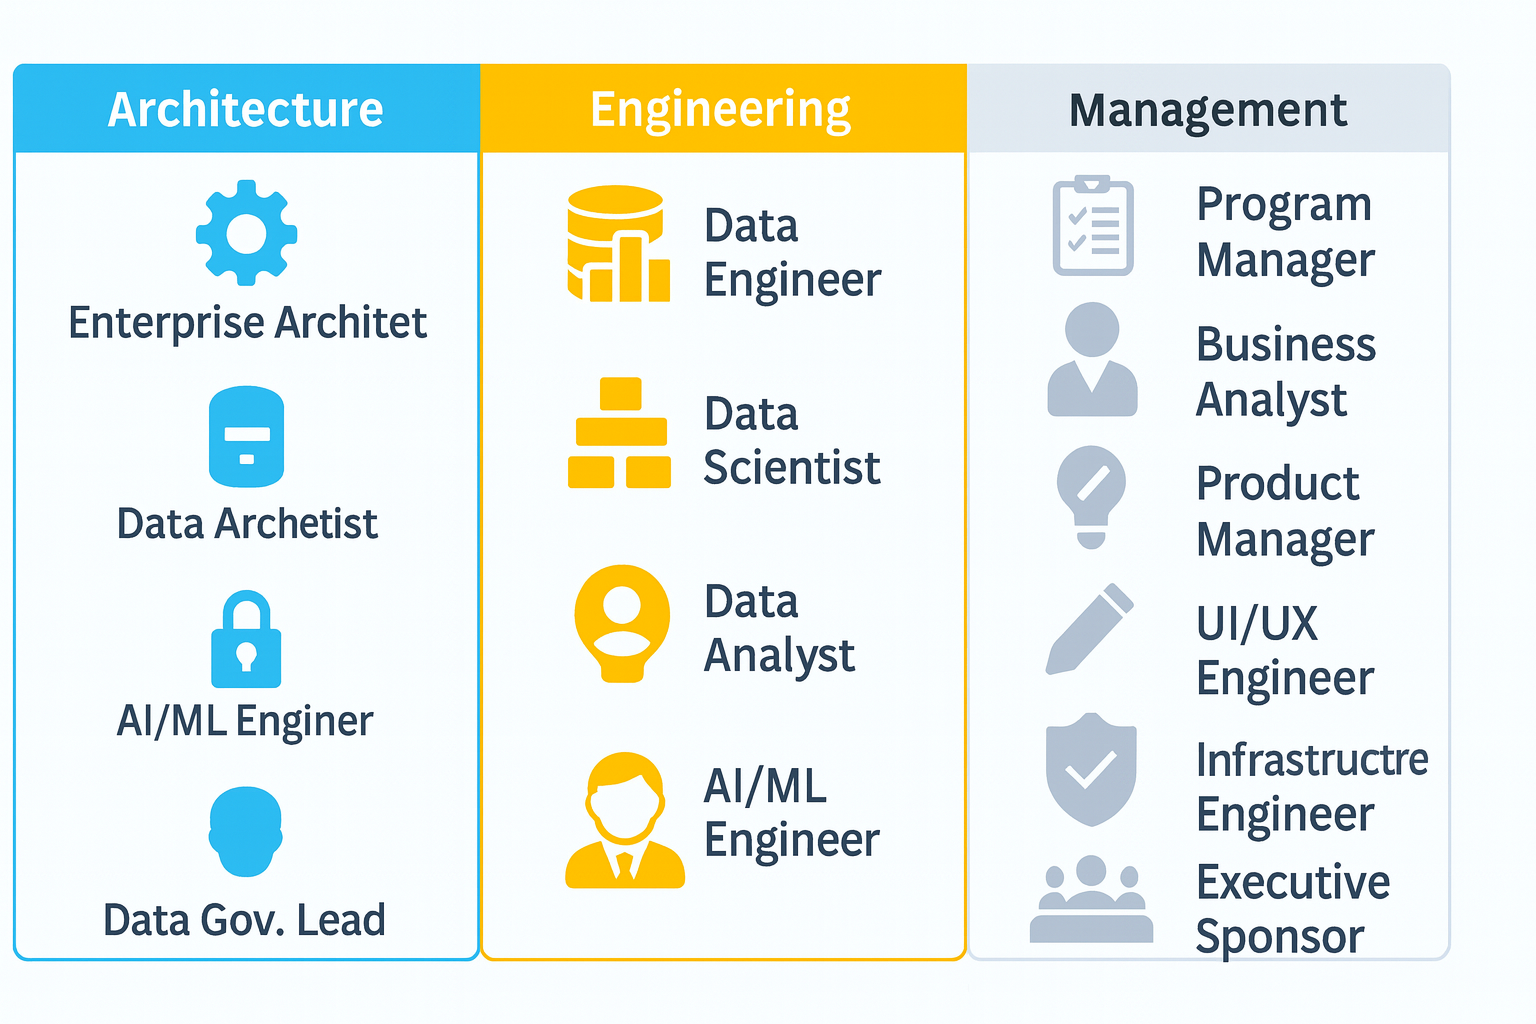 Architecture
Enterprise Architet
Data Archetist
AI/ML Enginer
Data Gov. Lead
Engineering
Data
Engineer
Data
Scientist
Data
Analyst
AI/ML
Engineer
Management
Program
Manager
Business
Analyst
Product
Manager
UI/UX
Engineer
Infrastructre
Engineer
Executive
Sponsor